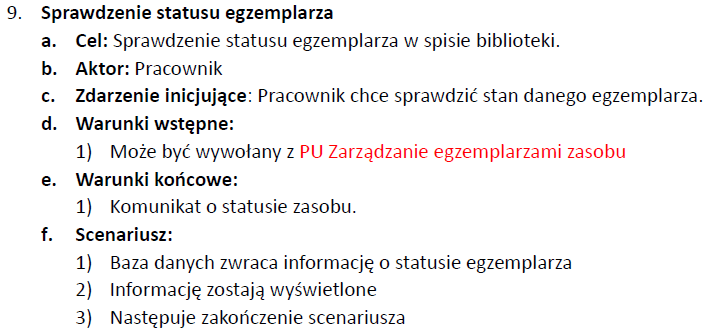 9. Sprawdzenie statusu egzemplarza
a. Cel: Sprawdzenie statusu egzemplarza w spisie biblioteki.
b. Aktor: Pracownik
c. Zdarzenie inicjujące: Pracownik chce sprawdzić stan danego egzemplarza.
d. Warunki wstępne:
1) Może być wywołany z PU Zarządzanie egzemplarzami zasobu
e. Warunki końcowe:
1) Komunikat o statusie zasobu.
f. Scenariusz:
1) Baza danych zwraca informację o statusie egzemplarza
2) Informację zostają wyświetlone
3) Następuje zakończenie scenariusza